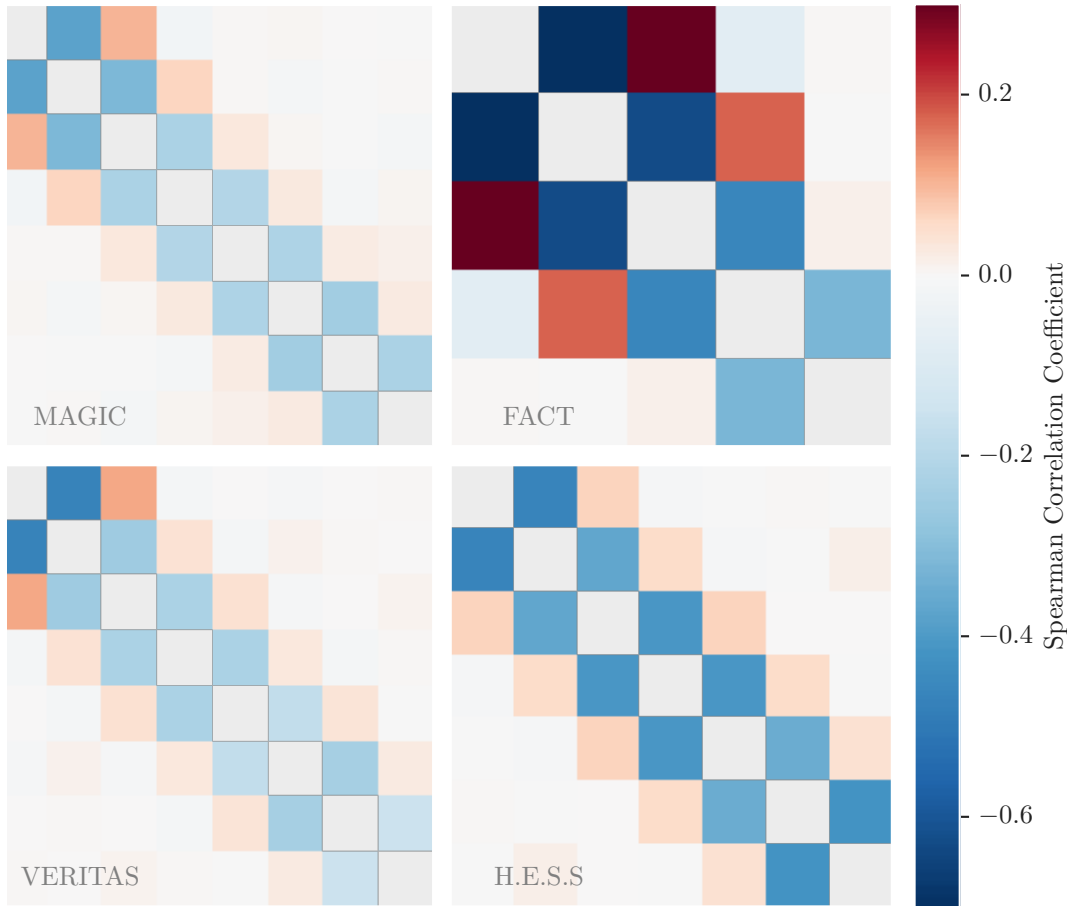 MAGIC
FACT
VERITAS
H.E.S.S
0.2
0.0
−0.2
−0.4
−0.6
Spearman Correlation Coefficient